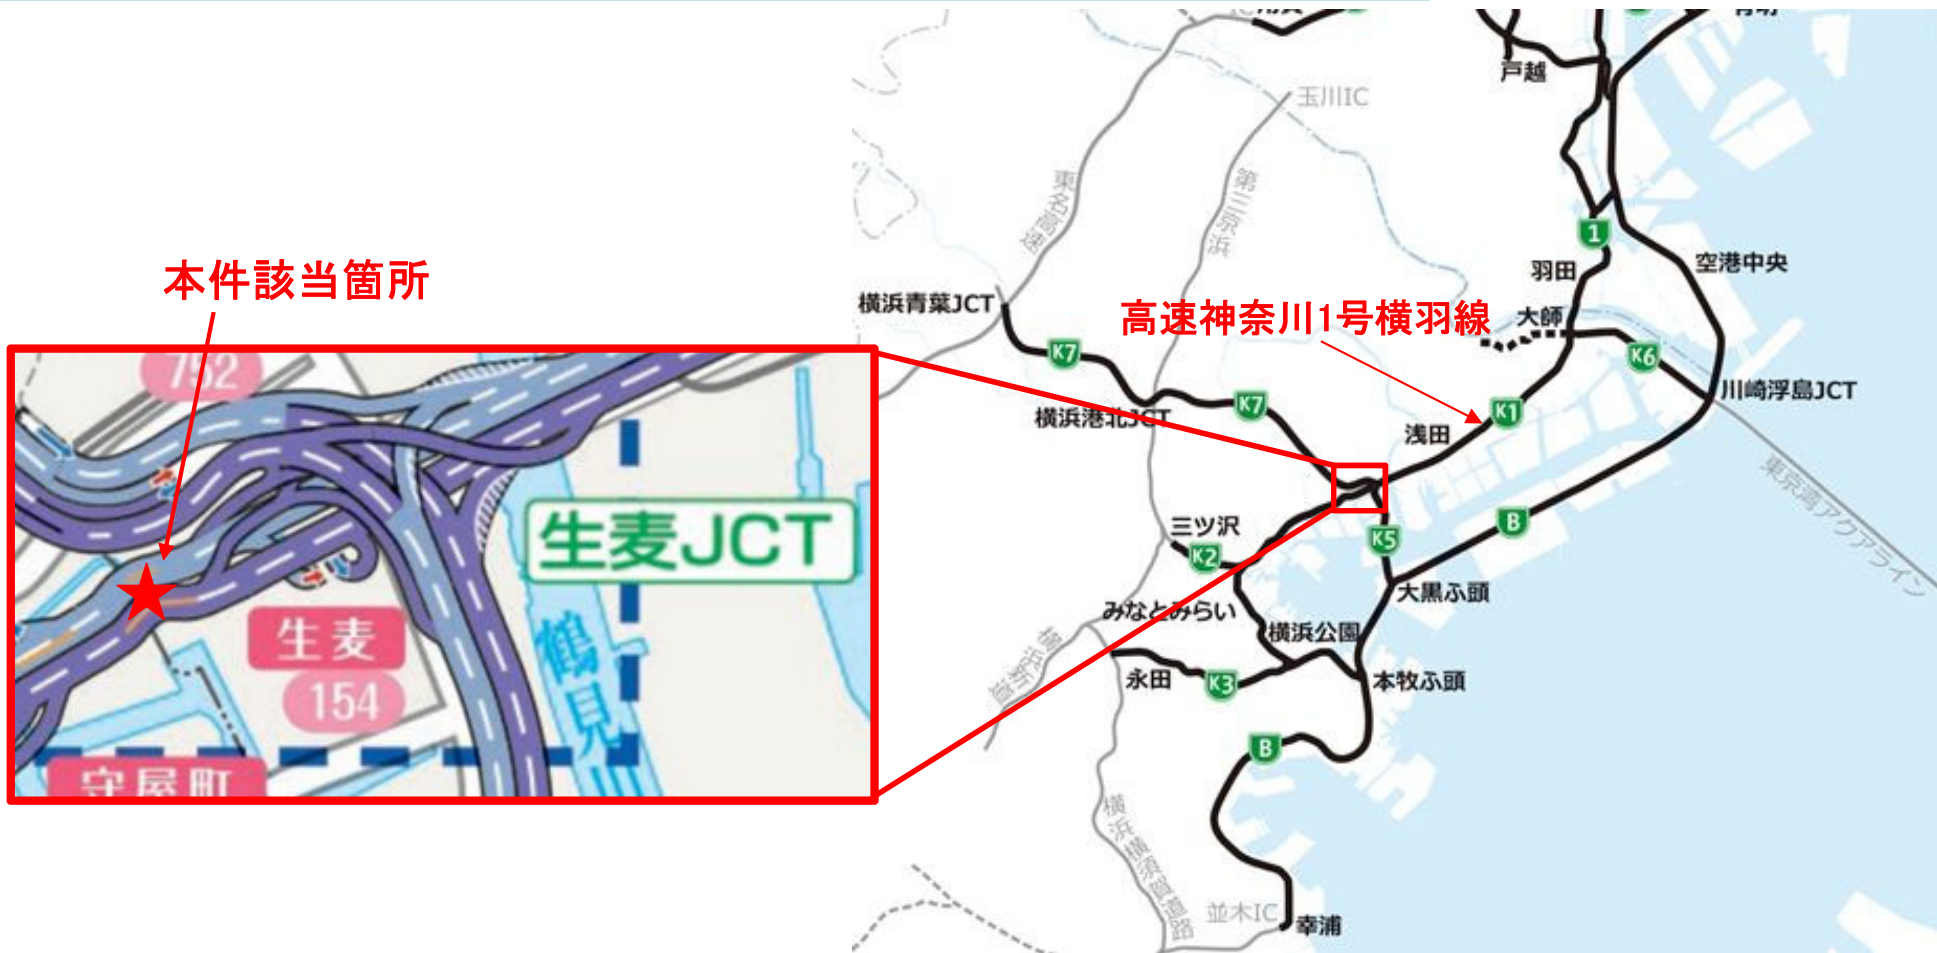 戸越
玉川IC
東名高速
第三京浜
1
空港中央
羽田
本件該当箇所
横浜青葉JCT
高速神奈川1号横羽線
大師
K7
K6
752
川崎浮島JCT
横浜港北JCT
K7
K1
浅田
東京湾アクアライン
生麦JCT
三ツ沢
K2
K5
B
大黒ふ頭
みなとみらい
生麦
154
鶴見
横浜公園
横浜新道
永田
K3
本牧ふ頭
守屋町
B
横浜横須賀道路
並木IC
幸浦